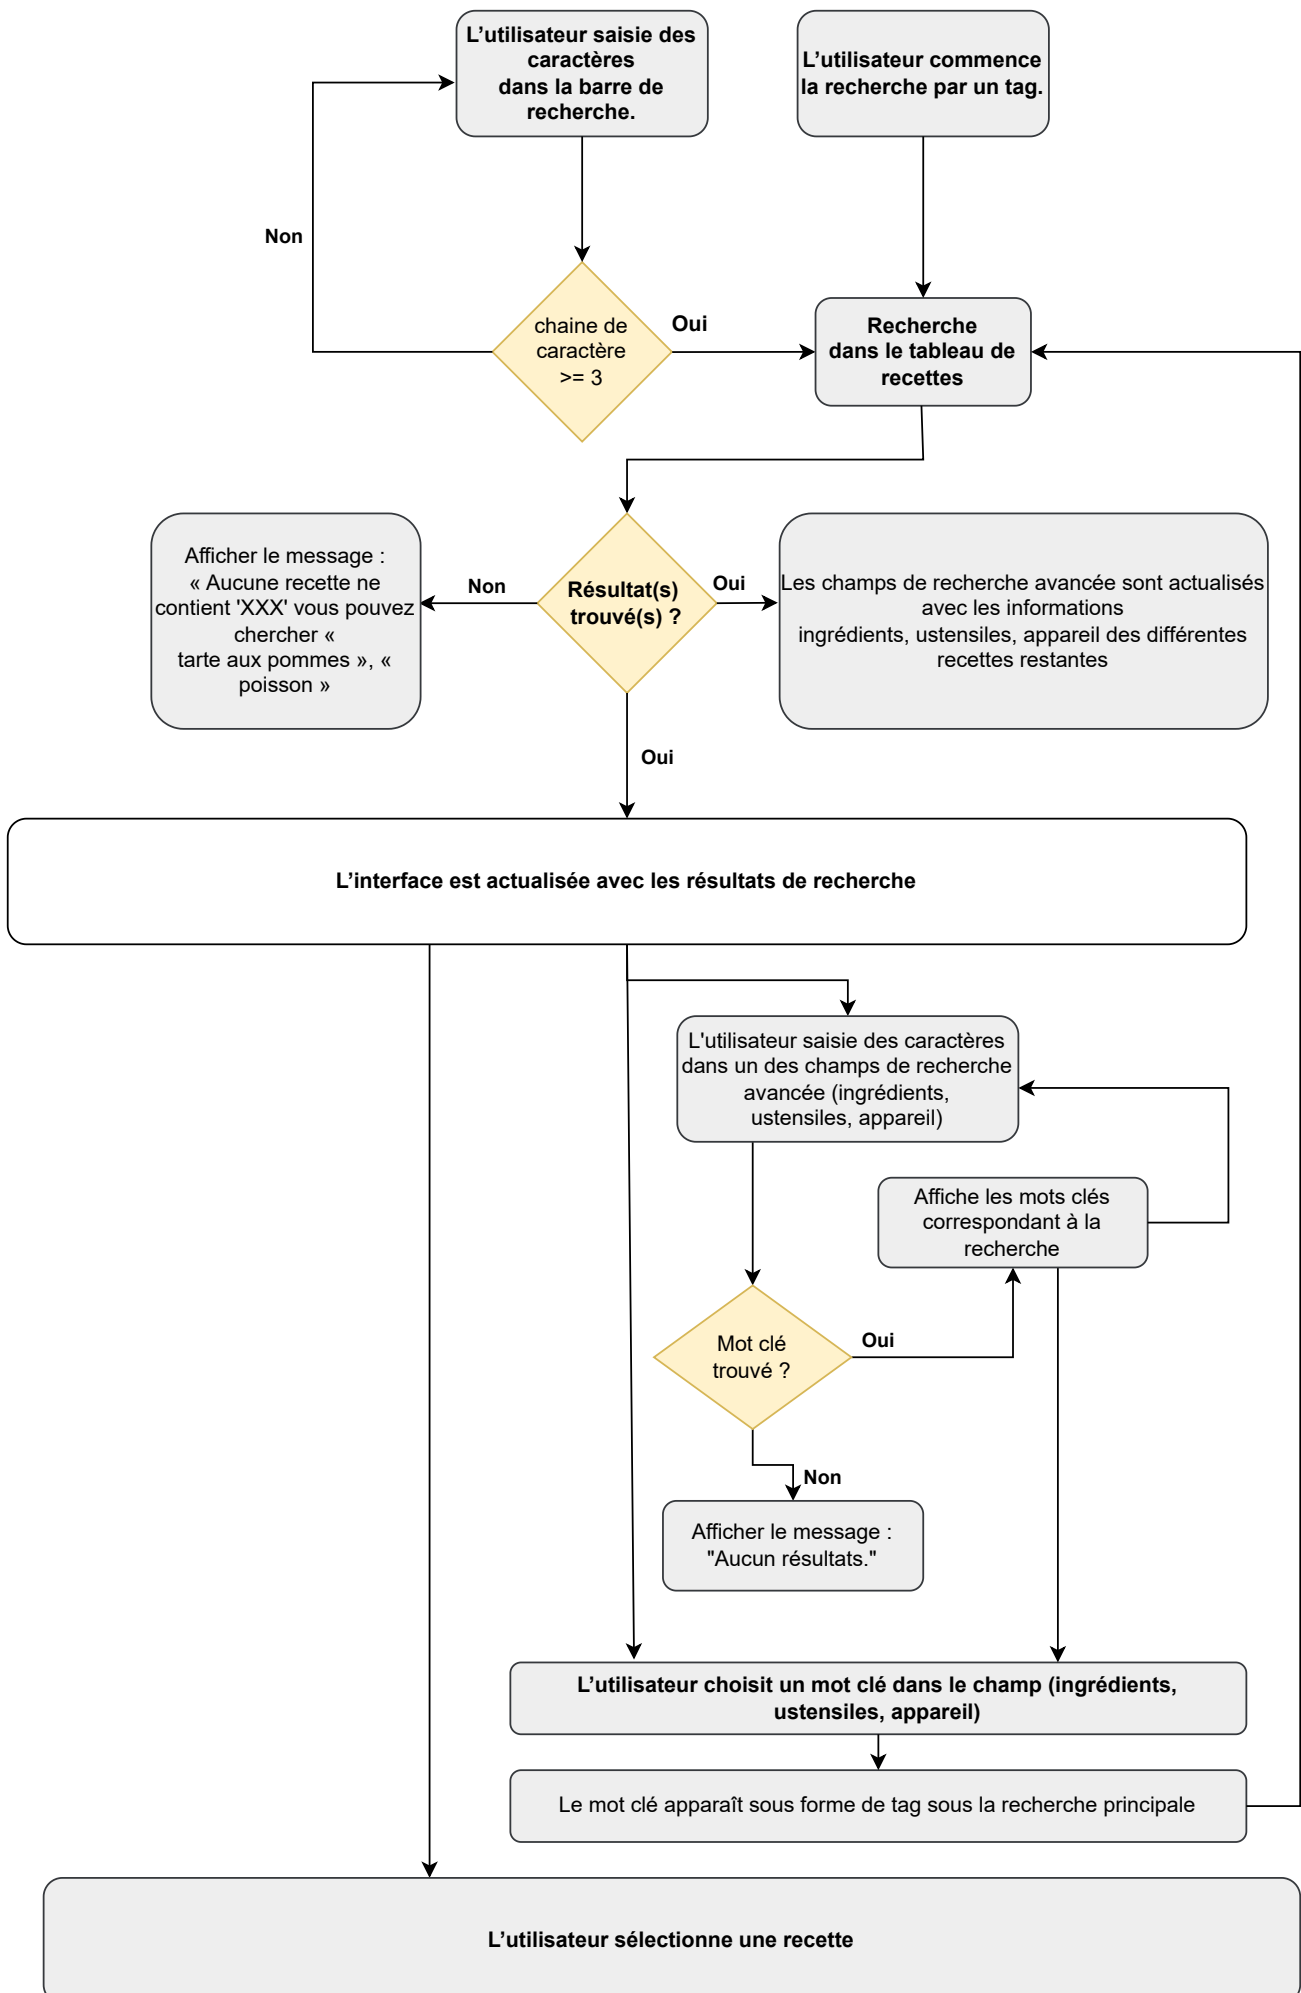 L’utilisateur saisie des
caractères
dans la barre de
recherche.
L’utilisateur commence
la recherche par un tag.
Non
chaine de
caractère
>= 3
Oui
Recherche
dans le tableau de
recettes
Afficher le message :
« Aucune recette ne
contient 'XXX' vous pouvez
chercher «
tarte aux pommes », «
poisson »
Non
Résultat(s)
trouvé(s) ?
Oui
Les champs de recherche avancée sont actualisés
avec les informations
ingrédients, ustensiles, appareil des différentes
recettes restantes
Oui
L’interface est actualisée avec les résultats de recherche
L'utilisateur saisie des caractères
dans un des champs de recherche
avancée (ingrédients,
ustensiles, appareil)
Affiche les mots clés
correspondant à la
recherche
Mot clé
trouvé ?
Oui
Non
Afficher le message :
"Aucun résultats."
L’utilisateur choisit un mot clé dans le champ (ingrédients,
ustensiles, appareil)
Le mot clé apparaît sous forme de tag sous la recherche principale
L’utilisateur sélectionne une recette